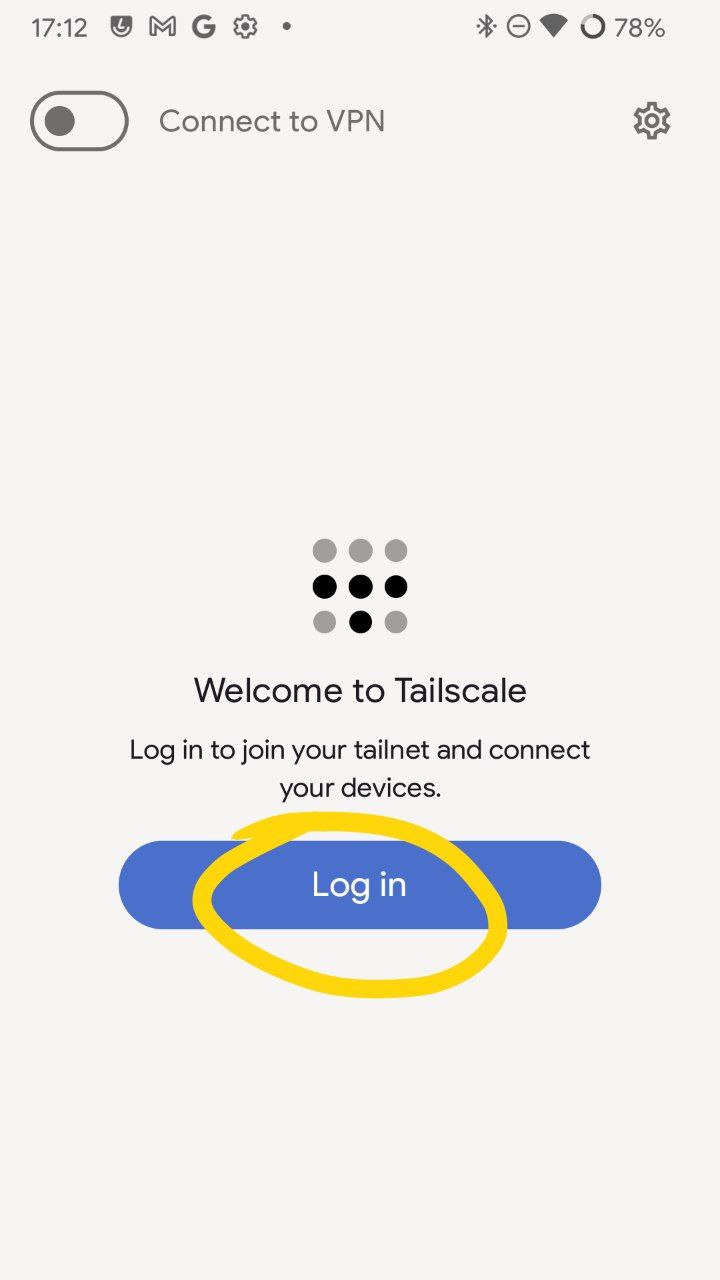 17:12
78%
Connect to VPN
Welcome to Tailscale
Log in to join your tailnet and connect
your devices.
Log in